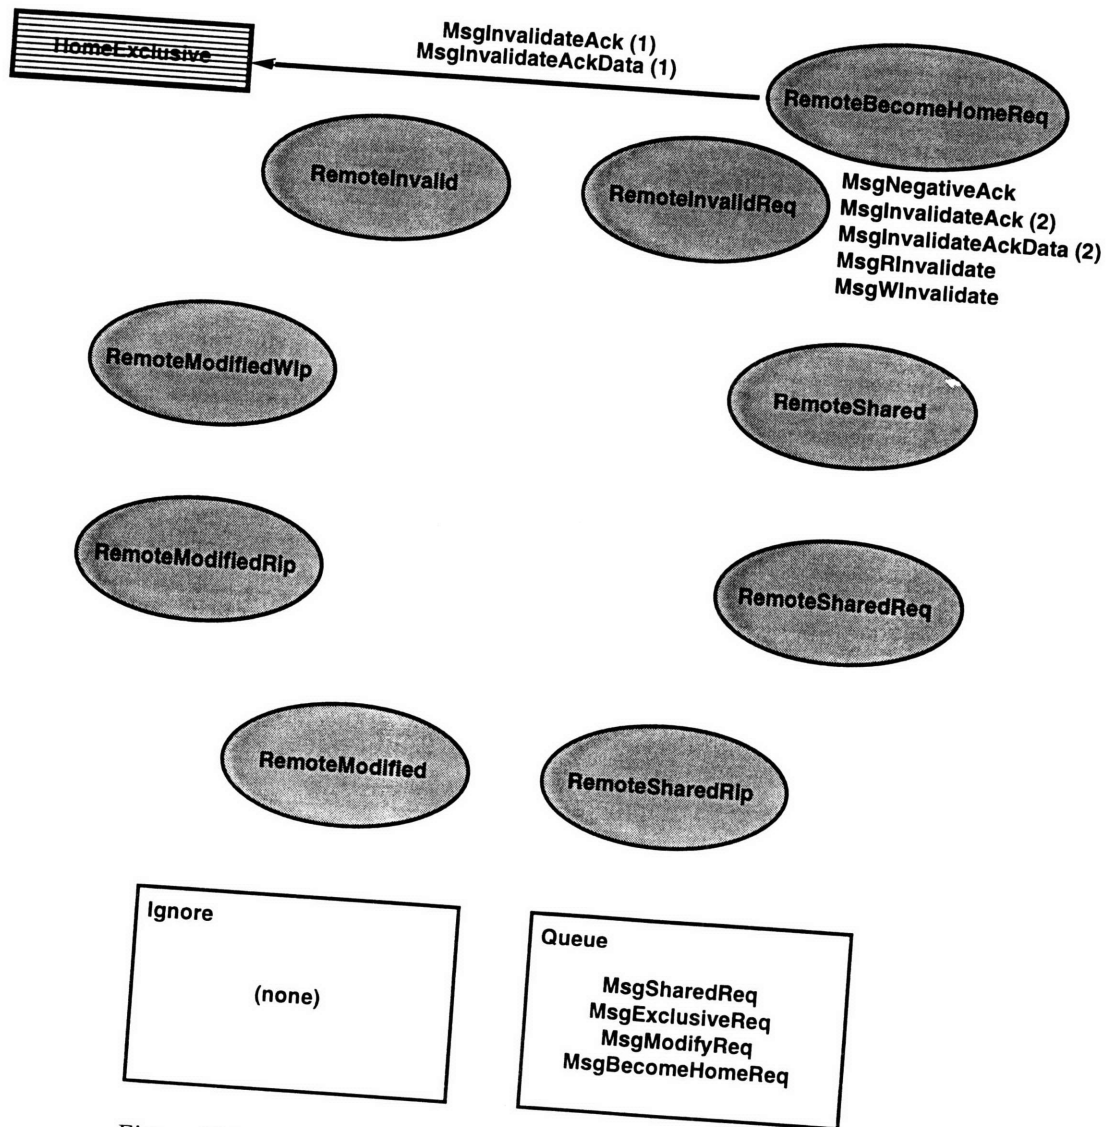 MsgInvalidateAck (1)
MsgInvalidateAckData (1)
HomeExclusive
RemoteBecomeHomeReq
RemoteInvalid
RemoteInvalidReq
MsgNegativeAck
MsgInvalidateAck (2)
MsgInvalidateAckData (2)
MsgRInvalidate
MsgWInvalidate
RemoteModifiedWip
RemoteShared
RemoteModifiedRip
RemoteSharedReq
RemoteModified
RemoteSharedRip
Ignore
(none)
Queue
MsgSharedReq
MsgExclusiveReq
MsgModifyReq
MsgBecomeHomeReq